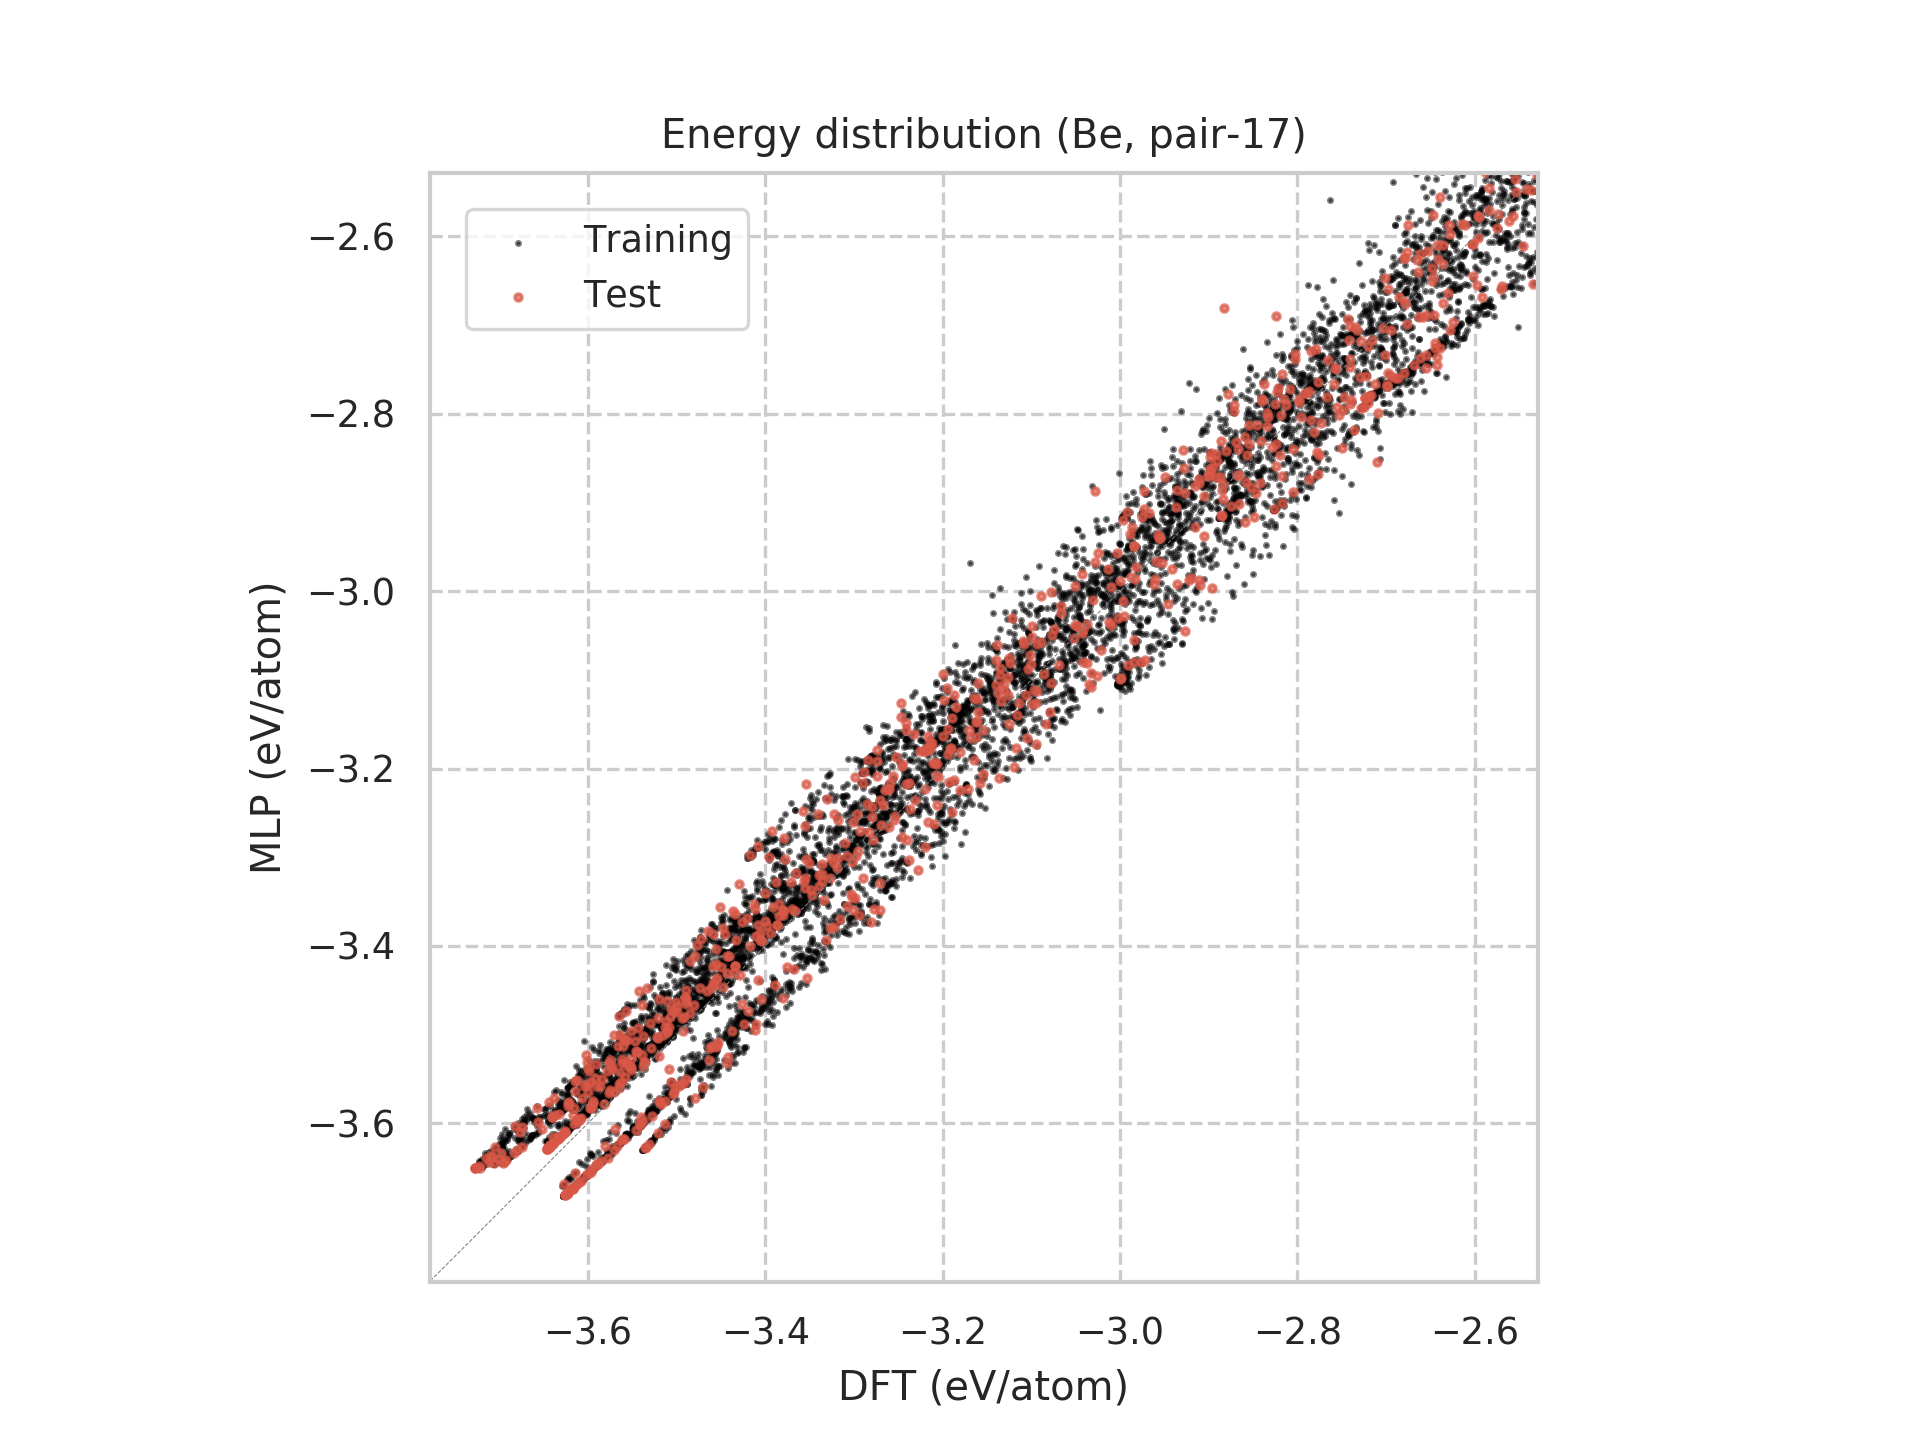 Energy distribution (Be, pair-17)
Training
Test
−2.6
−2.8
−3.0
−3.2
−3.4
−3.6
MLP (eV/atom)
−3.6 −3.4 −3.2 −3.0 −2.8 −2.6
DFT (eV/atom)